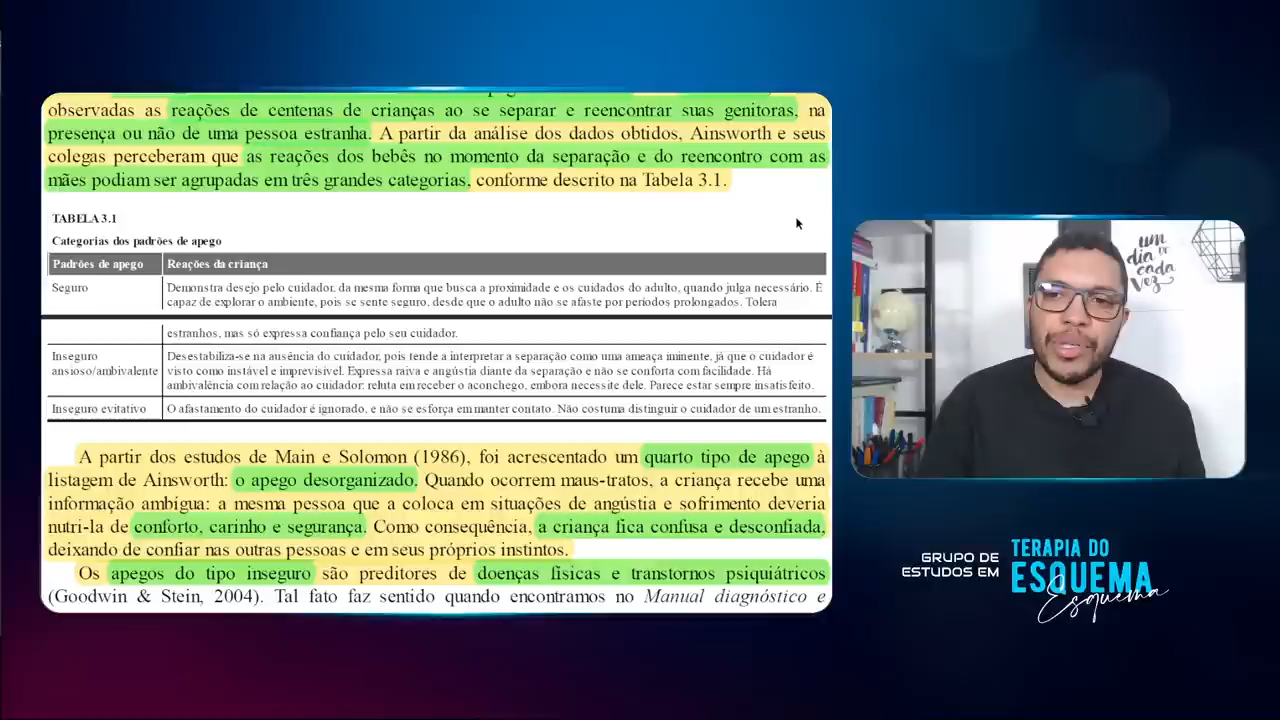 observadas as reações de centenas de crianças ao se separar e reencontrar suas genitoras, na
presença ou não de uma pessoa estranha. A partir da análise dos dados obtidos, Ainsworth e seus
colegas perceberam que as reações dos bebês no momento da separação e do reencontro com as
mães podiam ser agrupadas em três grandes categorias, conforme descrito na Tabela 3.1.
TABELA 3.1
Categorias dos padrões de apego
Padrões de apego Reações da criança
Seguro Demonstra desejo pelo cuidador, da mesma forma que busca a proximidade e os cuidados do adulto, quando julga necessário. É
capaz de explorar o ambiente, pois se sente seguro, desde que o adulto não se afaste por períodos prolongados. Tolera
estranhos, mas só expressa confiança pelo seu cuidador.
Inseguro Desestabiliza-se na ausência do cuidador, pois tende a interpretar a separação como uma ameaça iminente, já que o cuidador é
ansioso/ambivalente visto como instável e imprevisível. Expressa raiva e angústia diante da separação e não se conforta com facilidade. Há
ambivalência com relação ao cuidador: reluta em receber o aconchego, embora necessite dele. Parece estar sempre insatisfeito.
Inseguro evitativo O afastamento do cuidador é ignorado, e não se esforça em manter contato. Não costuma distinguir o cuidador de um estranho.
A partir dos estudos de Main e Solomon (1986), foi acrescentado um quarto tipo de apego à
listagem de Ainsworth: o apego desorganizado. Quando ocorrem maus-tratos, a criança recebe uma
informação ambígua: a mesma pessoa que a coloca em situações de angústia e sofrimento deveria
nutri-la de conforto, carinho e segurança. Como consequência, a criança fica confusa e desconfiada,
deixando de confiar nas outras pessoas e em seus próprios instintos.
Os apegos do tipo inseguro são preditores de doenças físicas e transtornos psiquiátricos
(Goodwin & Stein, 2004). Tal fato faz sentido quando encontramos no Manual diagnóstico e
um
dia DE
cada
vez
GRUPO DE
ESTUDOS EM
TERAPIA DO
ESQUEMA
Esquema